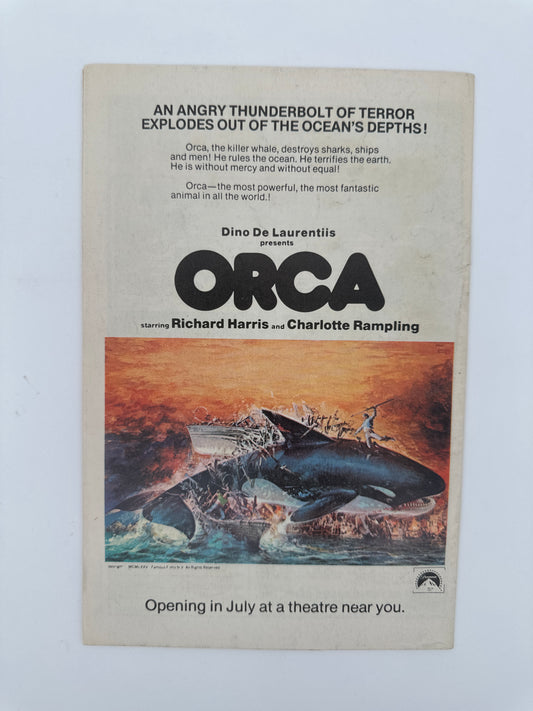 AN ANGRY THUNDERBOLT OF TERROR
EXPLODES OUT OF THE OCEAN'S DEPTHS!
Orca, the killer whale, destroys sharks, ships
and men! He rules the ocean. He terrifies the earth.
He is without mercy and without equal!
Orca—the most powerful, the most fantastic
animal in all the world.!
Dino De Laurentiis
presents
ORCA
starring Richard Harris and Charlotte Rampling
All Rights Reserved
Opening in July at a theatre near you.